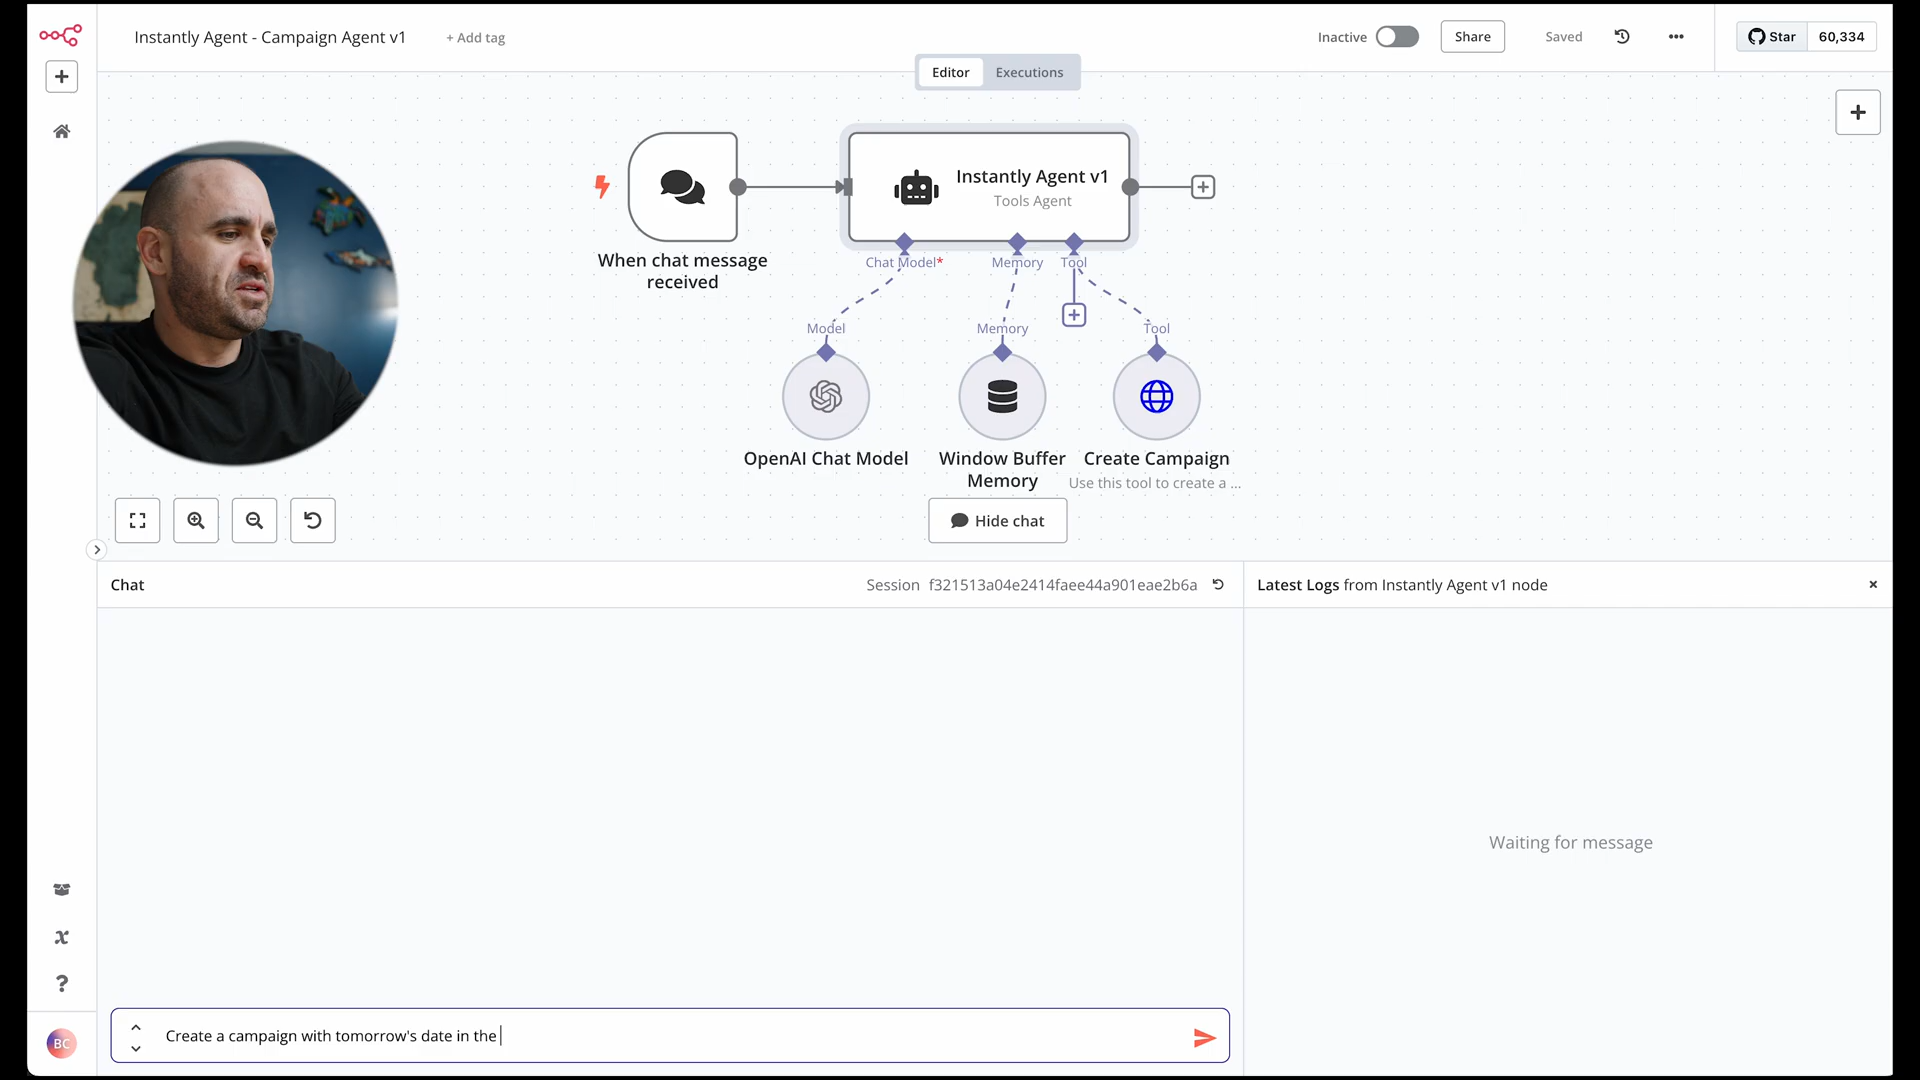 Instantly Agent - Campaign Agent v1
+ Add tag
Inactive
Share
Saved
Star
60,334
Editor
Executions
Instantly Agent v1
Tools Agent
When chat message
received
Chat Model*
Memory
Tool
Model
Memory
Tool
OpenAI Chat Model
Window Buffer
Memory
Create Campaign
Use this tool to create a ...
Hide chat
Chat
Session f321513a04e2414faee44a901eae2b6a
Latest Logs from Instantly Agent v1 node
Waiting for message
Create a campaign with tomorrow's date in the
BC